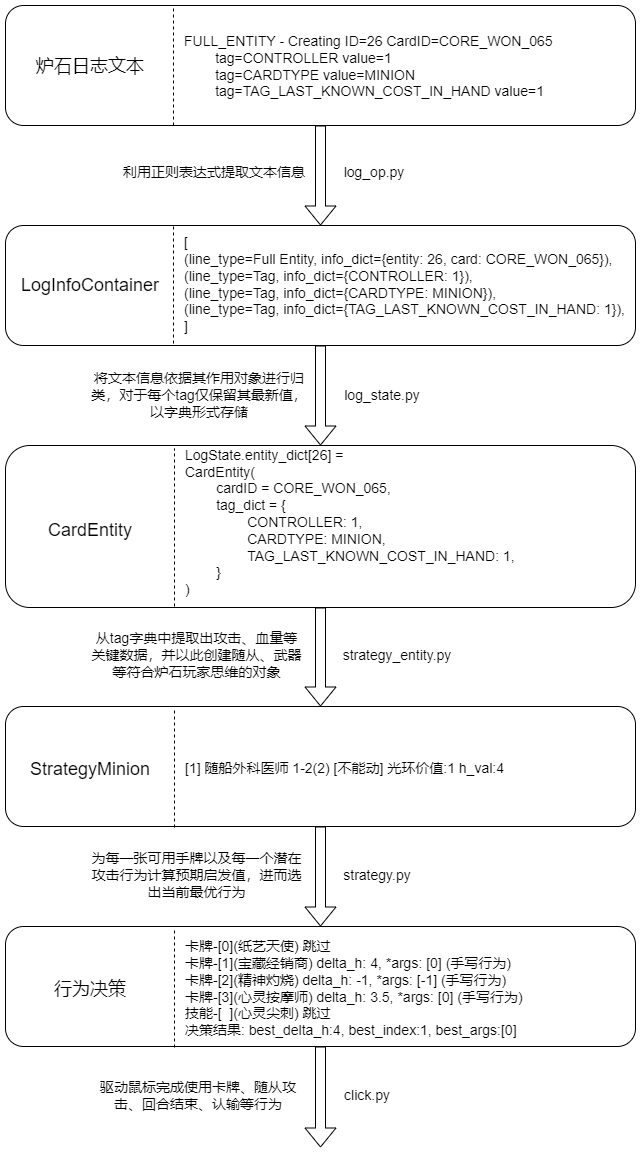 炉石日志文本
FULL_ENTITY - Creating ID=26 CardID=CORE_WON_065
tag=CONTROLLER value=1
tag=CARDTYPE value=MINION
tag=TAG_LAST_KNOWN_COST_IN_HAND value=1
利用正则表达式提取文本信息
log_op.py
LogInfoContainer
[
(line_type=Full Entity, info_dict={entity: 26, card: CORE_WON_065}),
(line_type=Tag, info_dict={CONTROLLER: 1}),
(line_type=Tag, info_dict={CARDTYPE: MINION}),
(line_type=Tag, info_dict={TAG_LAST_KNOWN_COST_IN_HAND: 1}),
]
将文本信息依据其作用对象进行归
类，对于每个tag仅保留其最新值，
以字典形式存储
log_state.py
CardEntity
LogState.entity_dict[26] =
CardEntity(
cardID = CORE_WON_065,
tag_dict = {
CONTROLLER: 1,
CARDTYPE: MINION,
TAG_LAST_KNOWN_COST_IN_HAND: 1,
}
)
从tag字典中提取出攻击、血量等
关键数据，并以此创建随从、武器
等符合炉石玩家思维的对象
strategy_entity.py
StrategyMinion
[1] 随船外科医师 1-2(2) [不能动] 光环价值:1 h_val:4
为每一张可用手牌以及每一个潜在
攻击行为计算预期启发值，进而选
出当前最优行为
strategy.py
行为决策
卡牌-[0](纸艺天使) 跳过
卡牌-[1](宝藏经销商) delta_h: 4, *args: [0] (手写行为)
卡牌-[2](精神灼烧) delta_h: -1, *args: [-1] (手写行为)
卡牌-[3](心灵按摩师) delta_h: 3.5, *args: [0] (手写行为)
技能-[ ](心灵尖刺) 跳过
决策结果: best_delta_h:4, best_index:1, best_args:[0]
驱动鼠标完成使用卡牌、随从攻
击、回合结束、认输等行为
click.py